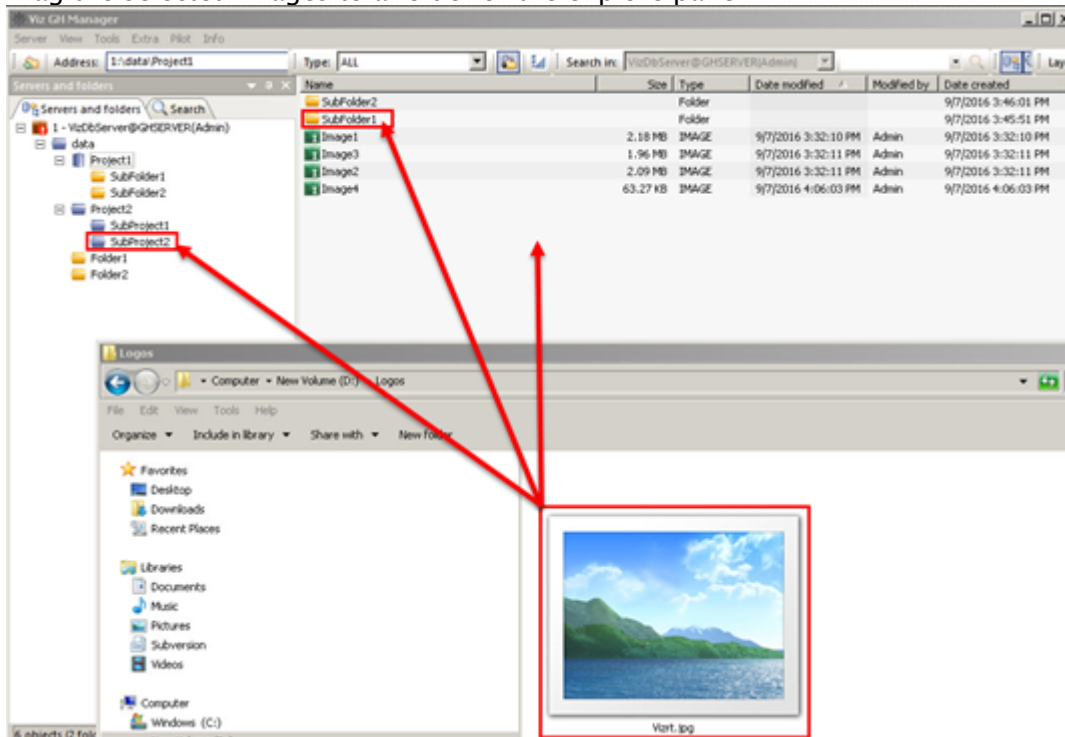 Viz GH Manager
Server View Tools Extra Pilot Info
Address: 1:\data\Project1 Type: ALL Search in: VizDbServer@GHSERVER(Admin) Lay
Servers and folders
Servers and folders Search
Name Size Type Date modified Modified by Date created
SubFolder2 Folder 9/7/2016 3:46:01 PM
SubFolder1 Folder 9/7/2016 3:45:51 PM
Image1 2.18 MB IMAGE 9/7/2016 3:32:10 PM Admin 9/7/2016 3:32:10 PM
Image3 1.96 MB IMAGE 9/7/2016 3:32:11 PM Admin 9/7/2016 3:32:11 PM
Image2 2.09 MB IMAGE 9/7/2016 3:32:11 PM Admin 9/7/2016 3:32:11 PM
Image4 63.27 KB IMAGE 9/7/2016 4:06:03 PM Admin 9/7/2016 4:06:03 PM
1 - VizDbServer@GHSERVER(Admin)
data
Project1
SubFolder1
SubFolder2
Project2
SubProject1
SubProject2
Folder1
Folder2
Logos
Computer New Volume (D:) Logos
File Edit View Tools Help
Organize Include in library Share with New folder
Favorites
Desktop
Downloads
Recent Places
Libraries
Documents
Music
Pictures
Subversion
Videos
Computer
Windows (C:)
Vizrt.jpg